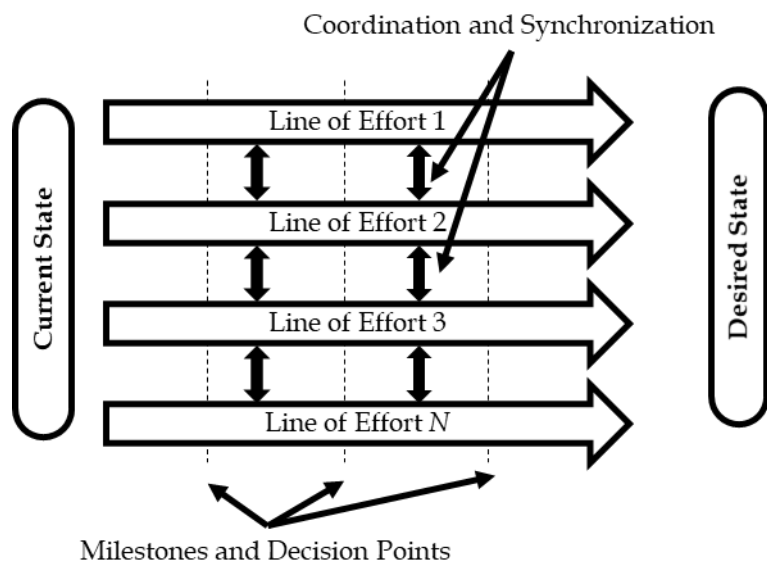 Coordination and Synchronization
Current State
Line of Effort 1
Line of Effort 2
Line of Effort 3
Line of Effort N
Desired State
Milestones and Decision Points